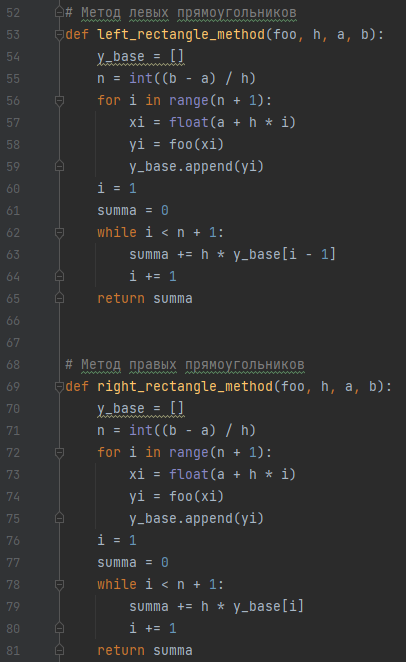 52 # Метод левых прямоугольников
53 def left_rectangle_method(foo, h, a, b):
54     y_base = []
55     n = int((b - a) / h)
56     for i in range(n + 1):
57         xi = float(a + h * i)
58         yi = foo(xi)
59         y_base.append(yi)
60     i = 1
61     summa = 0
62     while i < n + 1:
63         summa += h * y_base[i - 1]
64         i += 1
65     return summa
66
67
68 # Метод правых прямоугольников
69 def right_rectangle_method(foo, h, a, b):
70     y_base = []
71     n = int((b - a) / h)
72     for i in range(n + 1):
73         xi = float(a + h * i)
74         yi = foo(xi)
75         y_base.append(yi)
76     i = 1
77     summa = 0
78     while i < n + 1:
79         summa += h * y_base[i]
80         i += 1
81     return summa